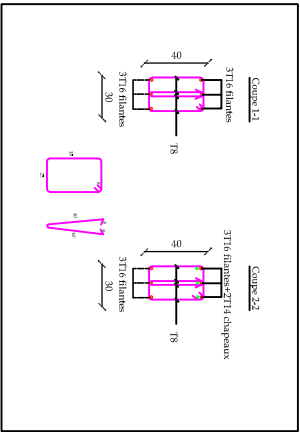 Coupe 1-1
3T16 filantes
40
T8
30
3T16 filantes
Coupe 2-2
3T16 filantes+2T14 chapeaux
40
T8
30
3T16 filantes